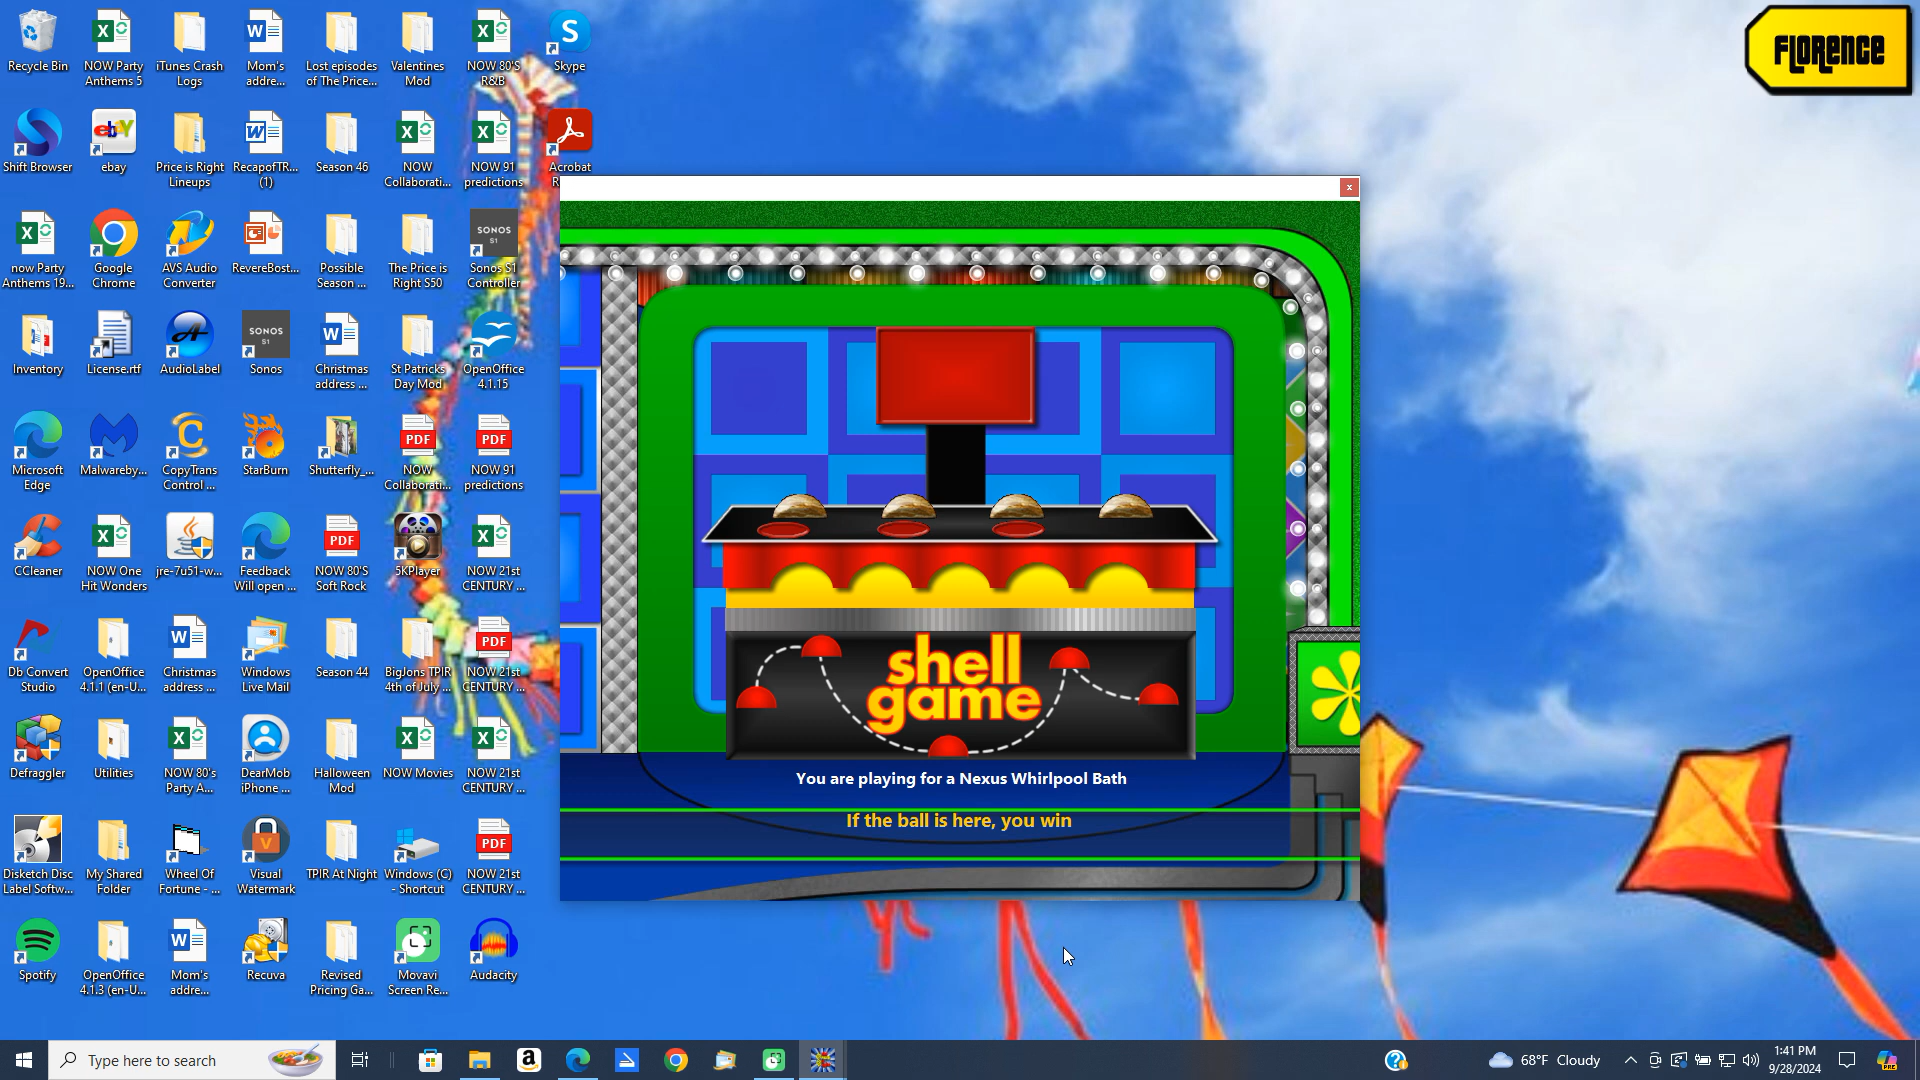 Recycle Bin
NOW Party
Anthems 5
iTunes Crash
Logs
Mom's
addre...
Lost episodes
of The Price...
Valentines
Mod
NOW 80'S
R&B
Skype
FLORENCE
Shift Browser
ebay
Price is Right
Lineups
RecapofTR...
(1)
Season 46
NOW
Collaborati...
NOW 91
predictions
Acrobat
now Party
Anthems 19...
Google
Chrome
AVS Audio
Converter
RevereBost...
Possible
Season ...
The Price is
Right S50
SONOS
S1
Sonos S1
Controller
Inventory
License.rtf
AudioLabel
SONOS
S1
Sonos
Christmas
address ...
St Patricks
Day Mod
OpenOffice
4.1.15
Microsoft
Edge
Malwareby...
CopyTrans
Control ...
StarBurn
Shutterfly_...
PDF
NOW
Collaborati...
PDF
NOW 91
predictions
CCleaner
NOW One
Hit Wonders
jre-7u51-w...
Feedback
Will open ...
PDF
NOW 80'S
Soft Rock
5KPlayer
NOW 21st
CENTURY ...
Db Convert
Studio
OpenOffice
4.1.1 (en-U...
Christmas
address ...
Windows
Live Mail
Season 44
BigJons TPIR
4th of July ...
PDF
NOW 21st
CENTURY ...
Defraggler
Utilities
NOW 80's
Party A...
DearMob
iPhone ...
Halloween
Mod
NOW Movies
NOW 21st
CENTURY ...
Disketch Disc
Label Softw...
My Shared
Folder
Wheel Of
Fortune - ...
Visual
Watermark
TPIR At Night
Windows (C)
- Shortcut
PDF
NOW 21st
CENTURY ...
Spotify
OpenOffice
4.1.3 (en-U...
Mom's
addre...
Recuva
Revised
Pricing Ga...
Movavi
Screen Re...
Audacity
shell
game
You are playing for a Nexus Whirlpool Bath
If the ball is here, you win
Type here to search
68°F Cloudy
1:41 PM
9/28/2024